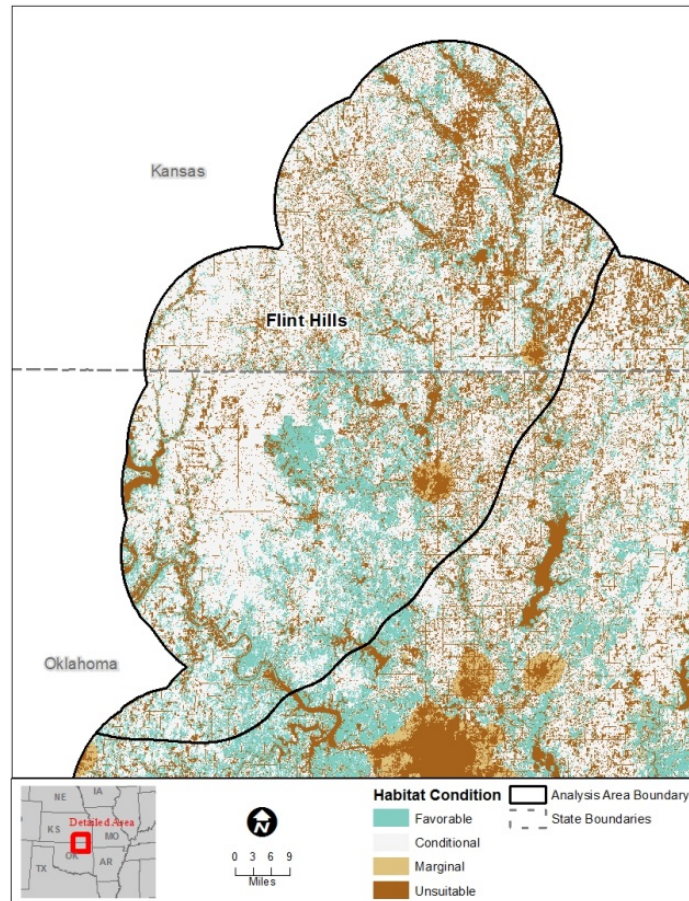 Kansas
Flint Hills
Oklahoma
NE
IA
Detailed Area
KS
MO
OK
TX
AR
N
0 3 6 9
Miles
Habitat Condition
Favorable
Conditional
Marginal
Unsuitable
Analysis Area Boundary
State Boundaries